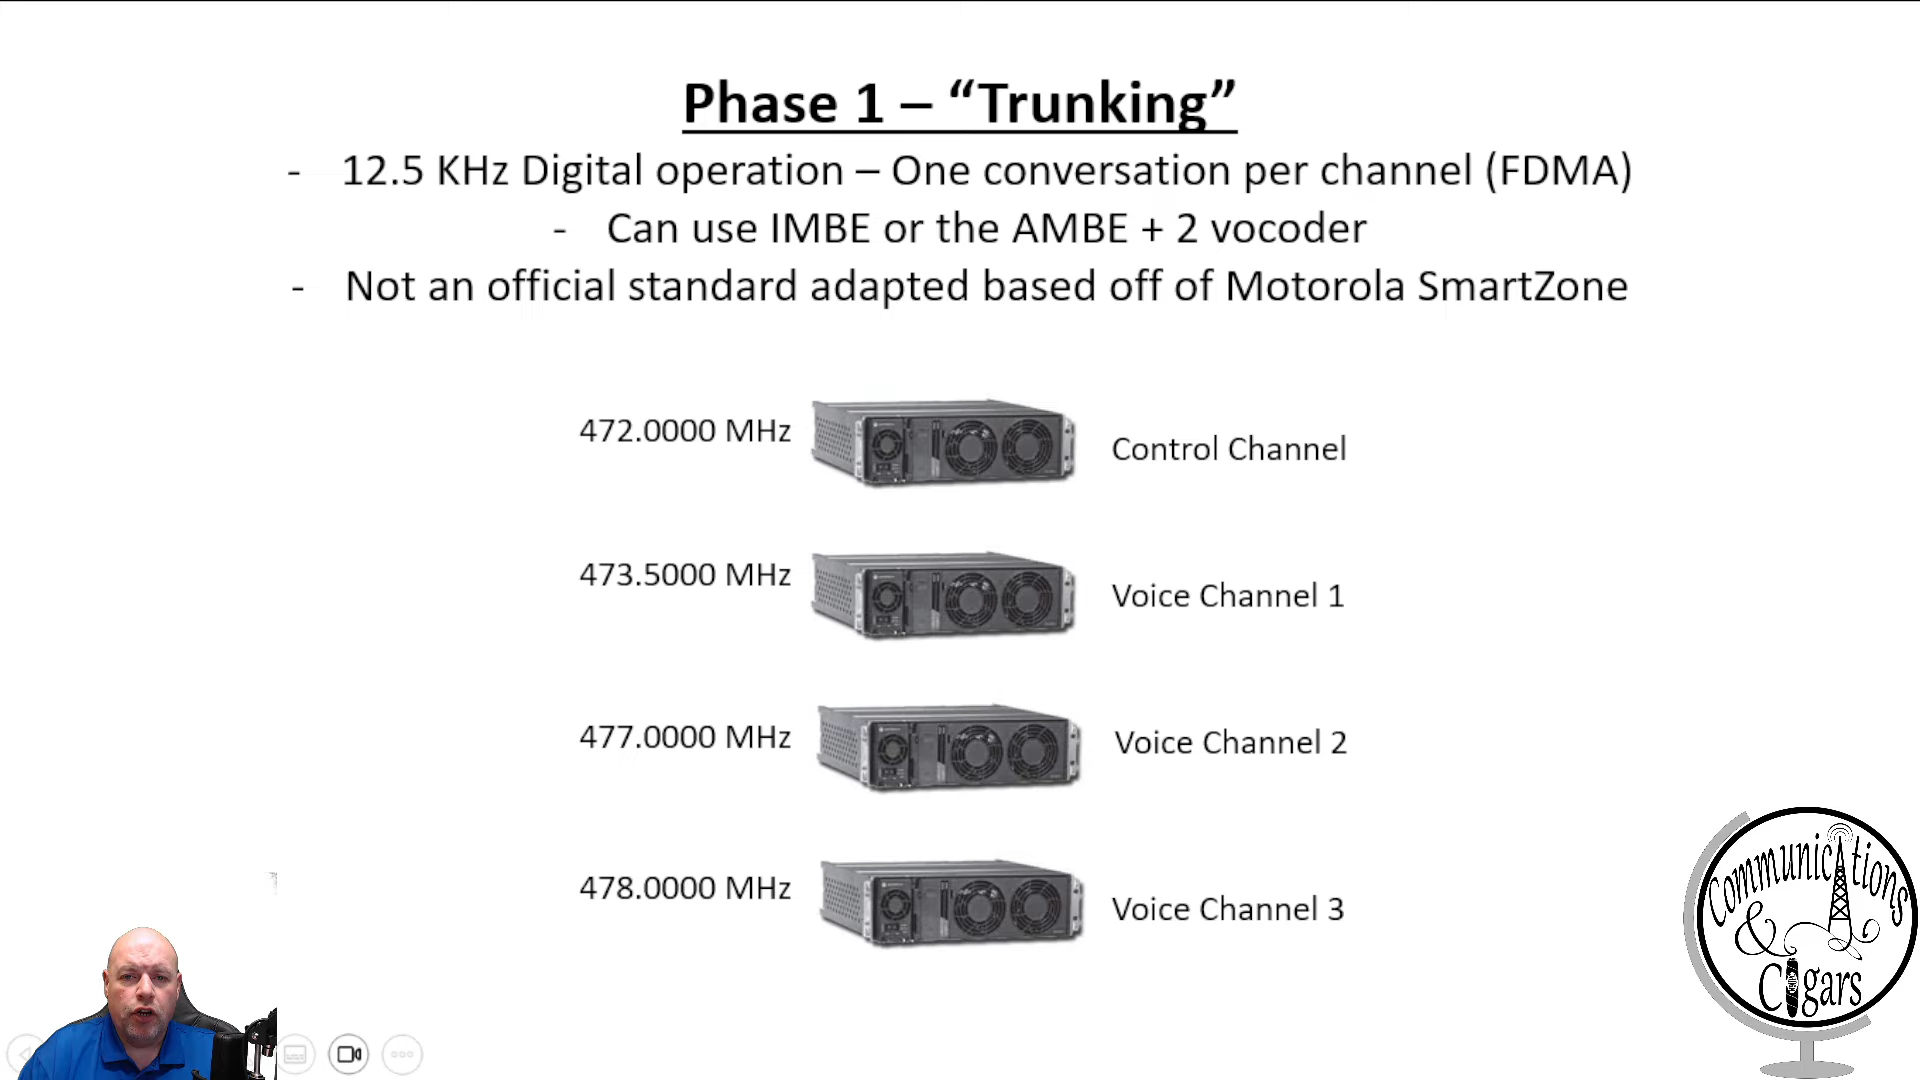 Phase 1 – “Trunking”
- 12.5 KHz Digital operation – One conversation per channel (FDMA)
- Can use IMBE or the AMBE + 2 vocoder
- Not an official standard adapted based off of Motorola SmartZone
472.0000 MHz
Control Channel
473.5000 MHz
Voice Channel 1
477.0000 MHz
Voice Channel 2
478.0000 MHz
Voice Channel 3
Communications
&
Cigars